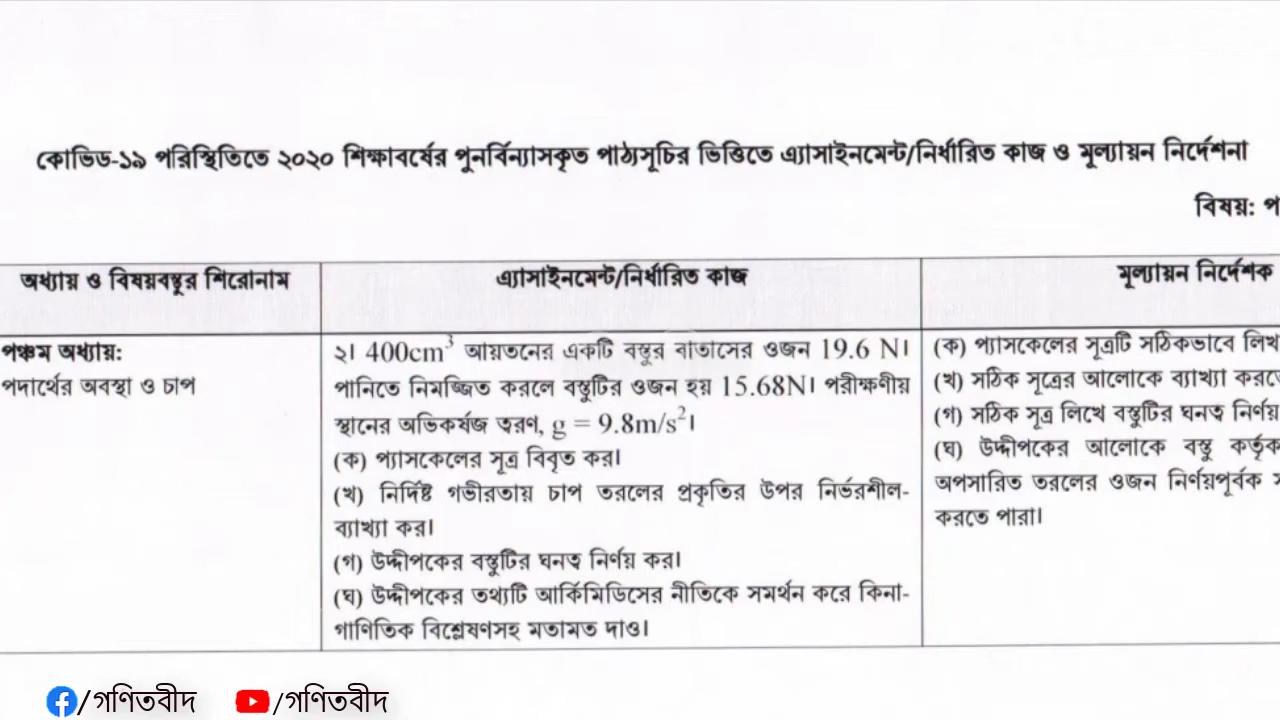 কোভিড-১৯ পরিস্থিতিতে ২০২০ শিক্ষাবর্ষের পুনর্বিন্যাসকৃত পাঠ্যসূচির ভিত্তিতে এ্যাসাইনমেন্ট/নির্ধারিত কাজ ও মূল্যায়ন নির্দেশনা
বিষয়: প
অধ্যায় ও বিষয়বস্তুর শিরোনাম
এ্যাসাইনমেন্ট/নির্ধারিত কাজ
মূল্যায়ন নির্দেশক
পঞ্চম অধ্যায়:
পদার্থের অবস্থা ও চাপ
২। 400cm³ আয়তনের একটি বস্তুর বাতাসের ওজন 19.6 N।
পানিতে নিমজ্জিত করলে বস্তুটির ওজন হয় 15.68N। পরীক্ষণীয়
স্থানের অভিকর্ষজ ত্বরণ, g = 9.8m/s²।
(ক) প্যাসকেলের সূত্র বিবৃত কর।
(খ) নির্দিষ্ট গভীরতায় চাপ তরলের প্রকৃতির উপর নির্ভরশীল-
ব্যাখ্যা কর।
(গ) উদ্দীপকের বস্তুটির ঘনত্ব নির্ণয় কর।
(ঘ) উদ্দীপকের তথ্যটি আর্কিমিডিসের নীতিকে সমর্থন করে কিনা-
গাণিতিক বিশ্লেষণসহ মতামত দাও।
(ক) প্যাসকেলের সূত্রটি সঠিকভাবে লিখ
(খ) সঠিক সূত্রের আলোকে ব্যাখ্যা করতে
(গ) সঠিক সূত্র লিখে বস্তুটির ঘনত্ব নির্ণয়
(ঘ) উদ্দীপকের আলোকে বস্তু কর্তৃক
অপসারিত তরলের ওজন নির্ণয়পূর্বক
করতে পারা।
/গণিতবীদ
/গণিতবীদ